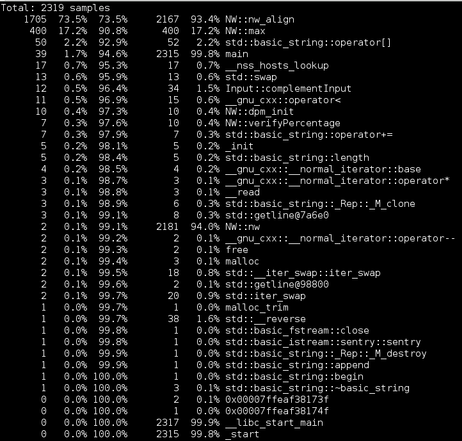 Total: 2319 samples
1705 73.5% 73.5% 2167 93.4% NW::nw_align
400 17.2% 90.8% 400 17.2% NW::max
50 2.2% 92.9% 52 2.2% std::basic_string::operator[]
39 1.7% 94.6% 2315 99.8% main
17 0.7% 95.3% 17 0.7% __nss_hosts_lookup
13 0.6% 95.9% 13 0.6% std::swap
12 0.5% 96.4% 34 1.5% Input::complementInput
11 0.5% 96.9% 15 0.6% __gnu_cxx::operator<
10 0.4% 97.3% 10 0.4% NW::dpm_init
7 0.3% 97.6% 10 0.4% NW::verifyPercentage
7 0.3% 97.9% 7 0.3% std::basic_string::operator+=
5 0.2% 98.1% 5 0.2% _init
5 0.2% 98.4% 5 0.2% std::basic_string::length
4 0.2% 98.5% 4 0.2% __gnu_cxx::__normal_iterator::base
3 0.1% 98.7% 3 0.1% __gnu_cxx::__normal_iterator::operator*
3 0.1% 98.8% 3 0.1% __read
3 0.1% 98.9% 6 0.3% std::basic_string::_Rep::_M_clone
3 0.1% 99.1% 8 0.3% std::getline@7a6e0
2 0.1% 99.1% 2181 94.0% NW::nw
2 0.1% 99.2% 2 0.1% __gnu_cxx::__normal_iterator::operator--
2 0.1% 99.3% 2 0.1% free
2 0.1% 99.4% 3 0.1% malloc
2 0.1% 99.5% 18 0.8% std::__iter_swap::iter_swap
2 0.1% 99.6% 2 0.1% std::getline@98800
2 0.1% 99.7% 20 0.9% std::iter_swap
1 0.0% 99.7% 1 0.0% malloc_trim
1 0.0% 99.7% 38 1.6% std::__reverse
1 0.0% 99.8% 1 0.0% std::basic_fstream::close
1 0.0% 99.8% 1 0.0% std::basic_istream::sentry::sentry
1 0.0% 99.9% 1 0.0% std::basic_string::_Rep::_M_destroy
1 0.0% 99.9% 1 0.0% std::basic_string::append
1 0.0% 100.0% 1 0.0% std::basic_string::begin
1 0.0% 100.0% 3 0.1% std::basic_string::~basic_string
0 0.0% 100.0% 2 0.1% 0x00007ffeaf38173f
0 0.0% 100.0% 1 0.0% 0x00007ffeaf38174f
0 0.0% 100.0% 2317 99.9% __libc_start_main
0 0.0% 100.0% 2315 99.8% _start